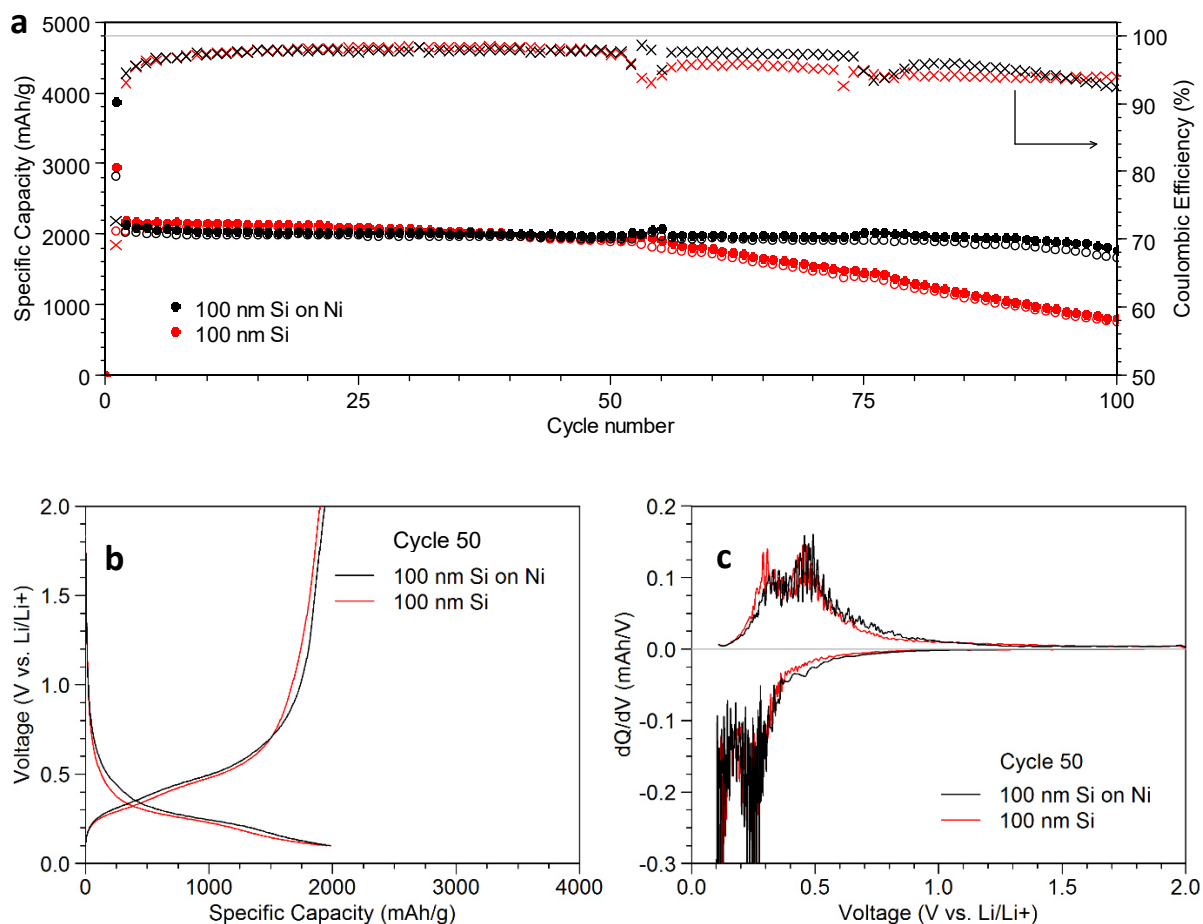 a
Specific Capacity (mAh/g)
5000
4000
3000
2000
1000
0
100
90
80
70
60
50
Coulombic Efficiency (%)
100 nm Si on Ni
100 nm Si
0
25
50
75
100
Cycle number
b
Voltage (V vs. Li/Li+)
2.0
1.5
1.0
0.5
0.0
Cycle 50
100 nm Si on Ni
100 nm Si
0
1000
2000
3000
4000
Specific Capacity (mAh/g)
c
dQ/dV (mAh/V)
0.2
0.1
0.0
-0.1
-0.2
-0.3
Cycle 50
100 nm Si on Ni
100 nm Si
0.0
0.5
1.0
1.5
2.0
Voltage (V vs. Li/Li+)